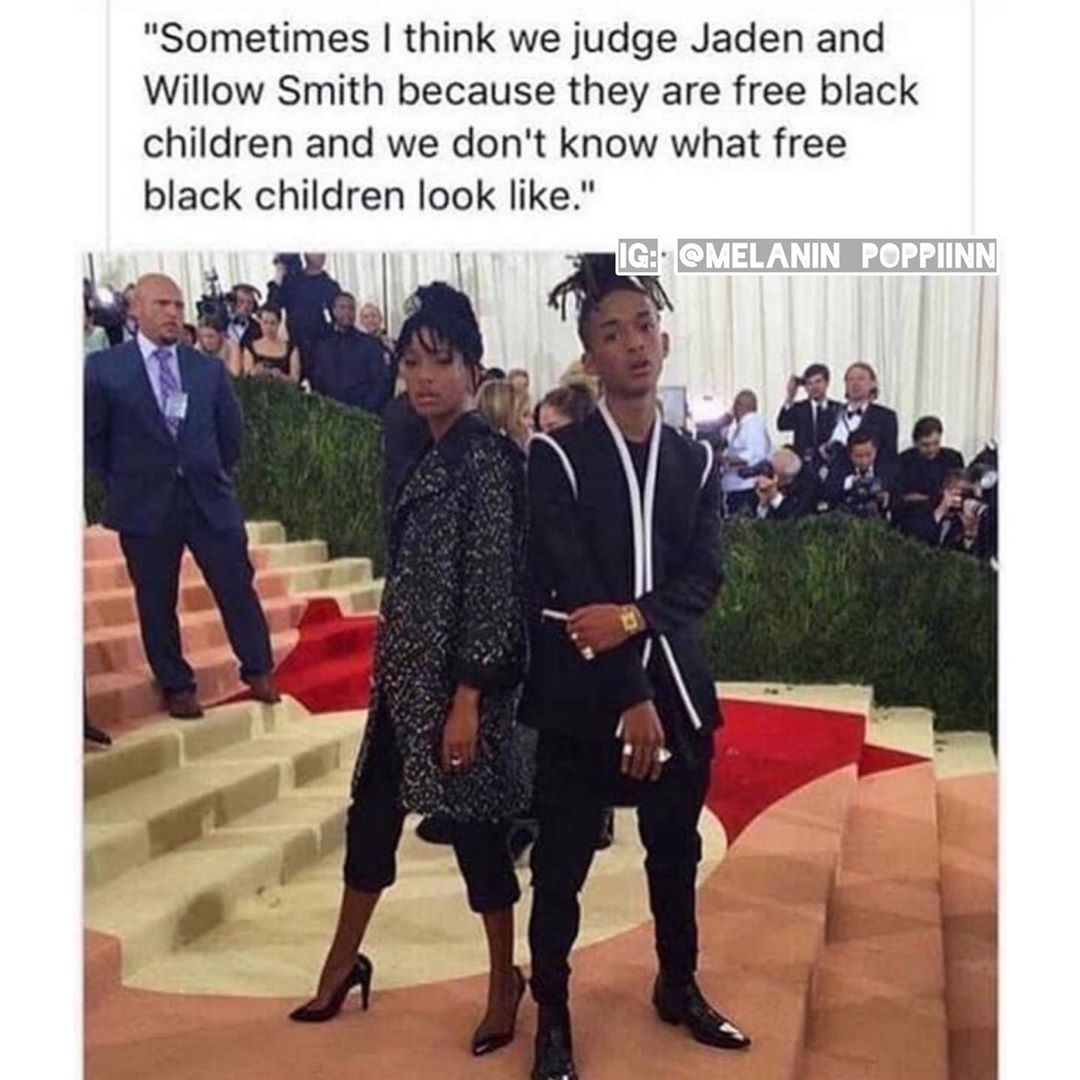 "Sometimes I think we judge Jaden and
Willow Smith because they are free black
children and we don't know what free
black children look like."
IG: @MELANIN_POPPIINN